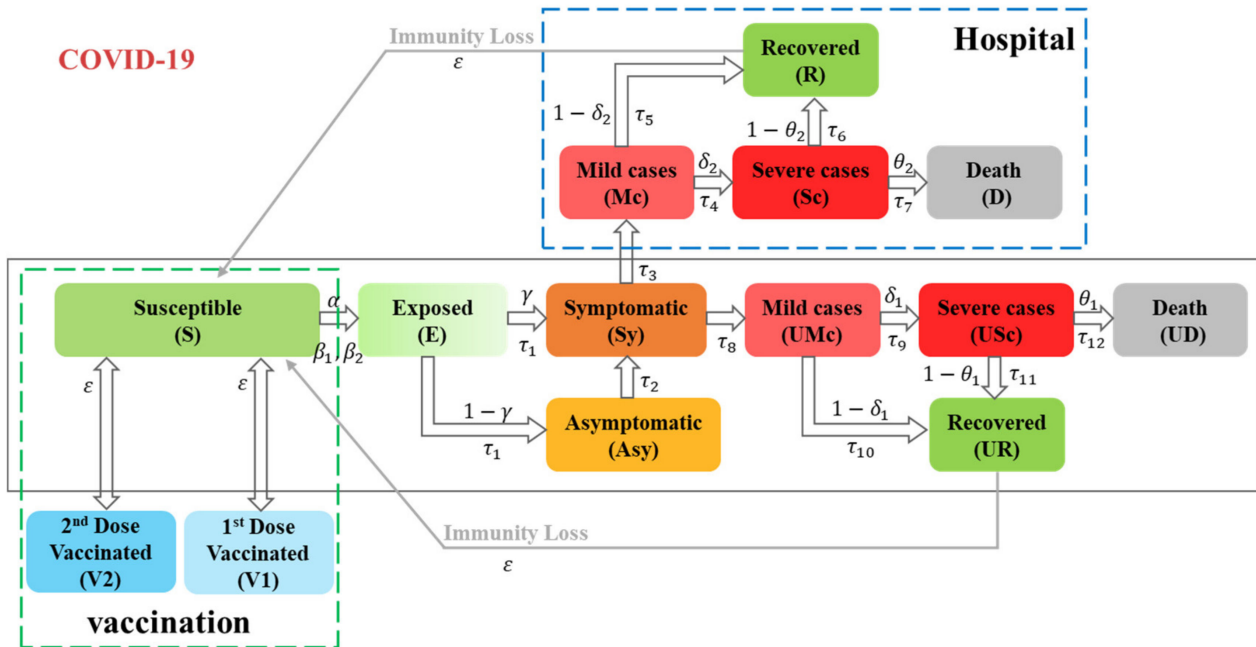 COVID-19
Immunity Loss
ε
Hospital
Recovered
(R)
1 − δ₂
τ₅
1 − θ₂
τ₆
Mild cases
(Mc)
δ₂
τ₄
Severe cases
(Sc)
θ₂
τ₇
Death
(D)
τ₃
Susceptible
(S)
α
β₁, β₂
Exposed
(E)
γ
τ₁
Symptomatic
(Sy)
τ₈
Mild cases
(UMc)
δ₁
τ₉
Severe cases
(USc)
θ₁
τ₁₂
Death
(UD)
ε
ε
1 − γ
τ₁
τ₂
Asymptomatic
(Asy)
1 − δ₁
τ₁₀
1 − θ₁
τ₁₁
Recovered
(UR)
2nd Dose
Vaccinated
(V2)
1st Dose
Vaccinated
(V1)
Immunity Loss
ε
vaccination